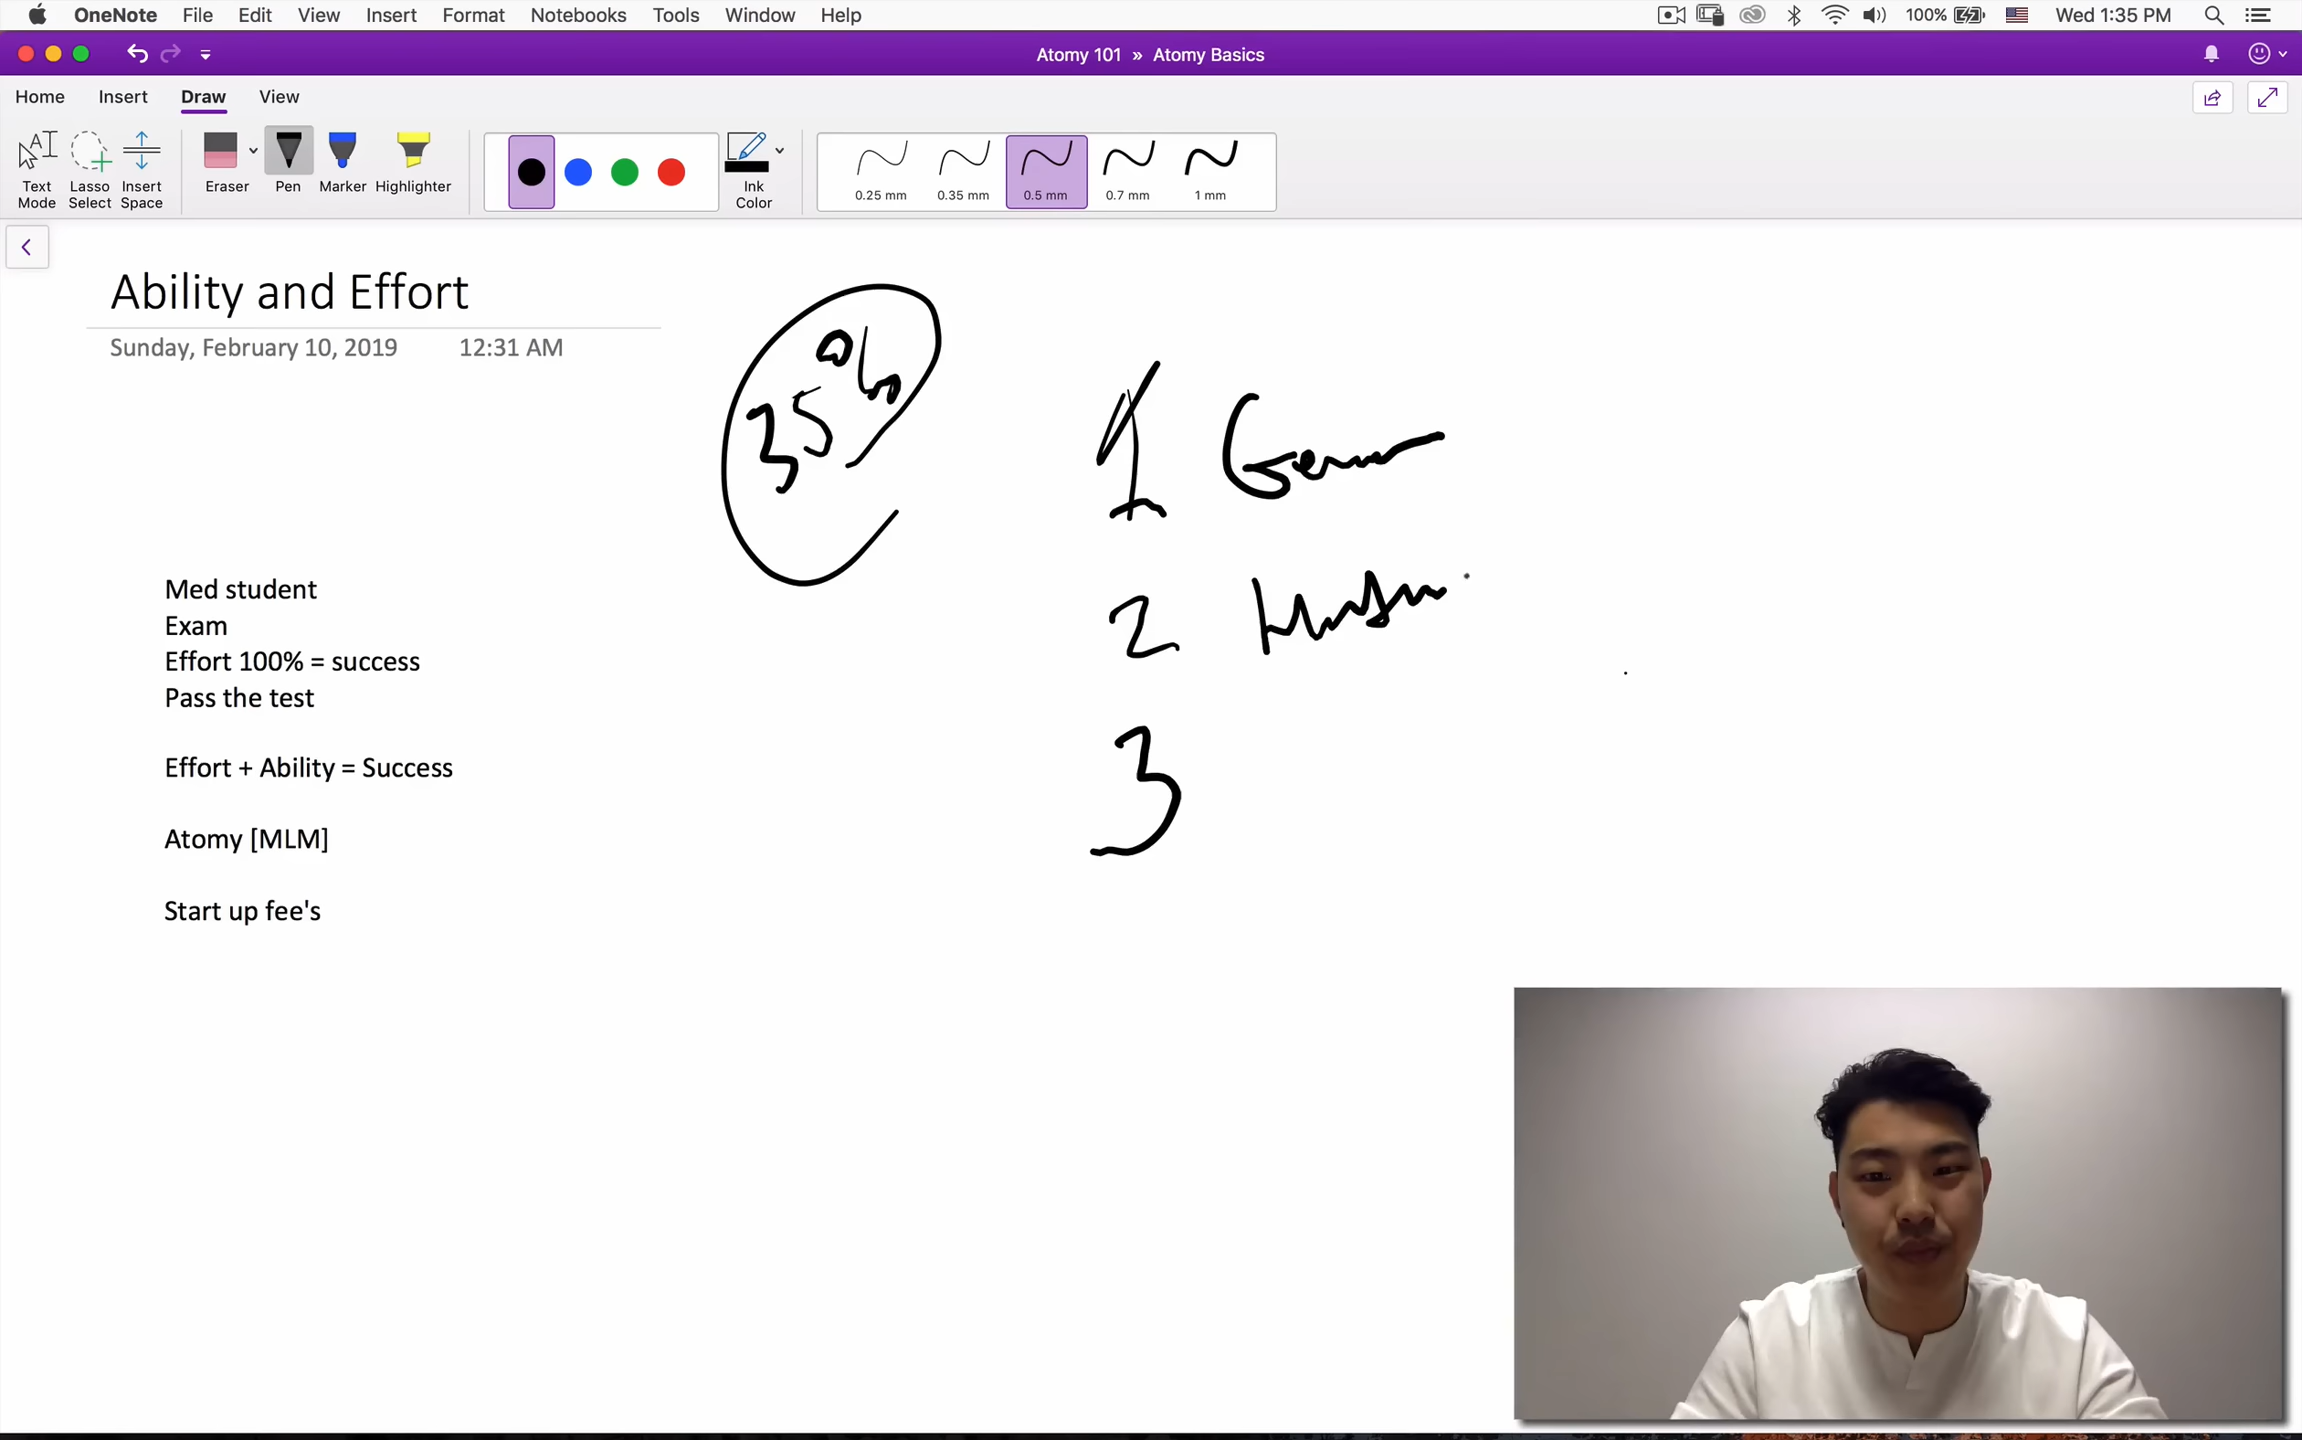 OneNote File Edit View Insert Format Notebooks Tools Window Help 100% Wed 1:35 PM
Atomy 101 » Atomy Basics
Home Insert Draw View
Text Mode Lasso Select Insert Space Eraser Pen Marker Highlighter Ink Color 0.25 mm 0.35 mm 0.5 mm 0.7 mm 1 mm
Ability and Effort
Sunday, February 10, 2019 12:31 AM
35%
1
2
3
Med student
Exam
Effort 100% = success
Pass the test
Effort + Ability = Success
Atomy [MLM]
Start up fee's